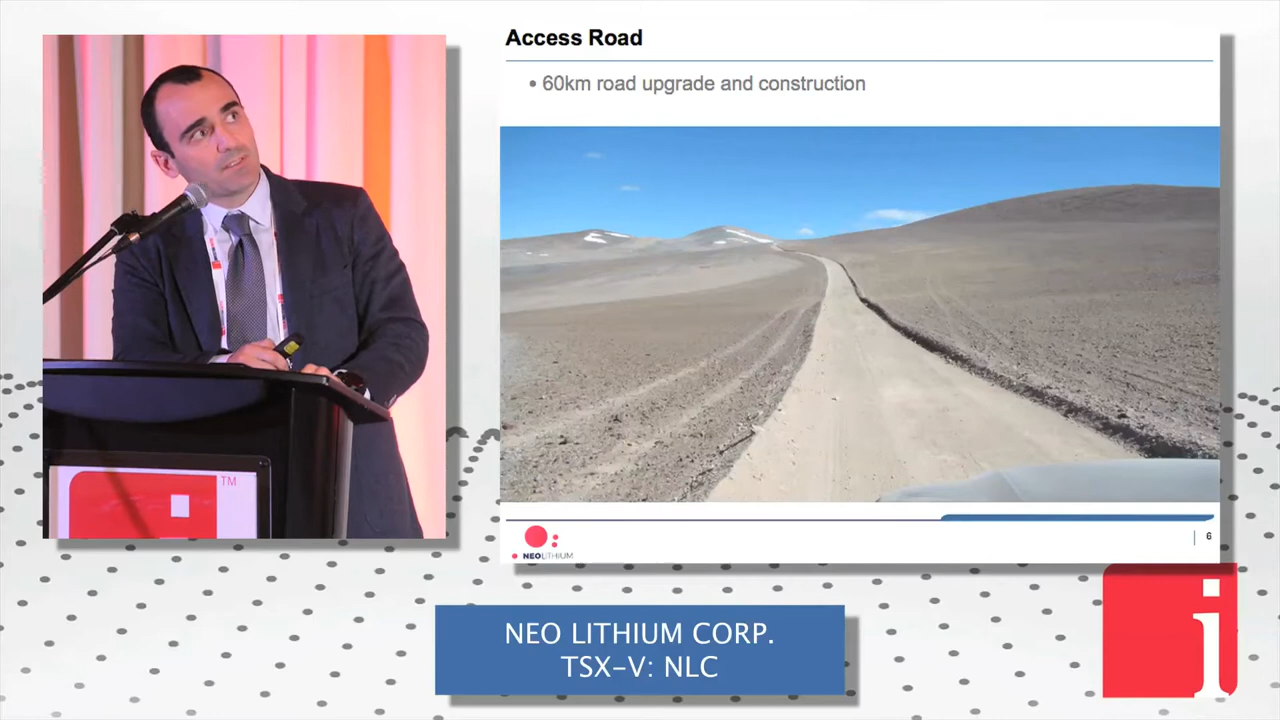 Access Road
• 60km road upgrade and construction
6
NEOLITHIUM
TM
NEO LITHIUM CORP.
TSX-V: NLC
i